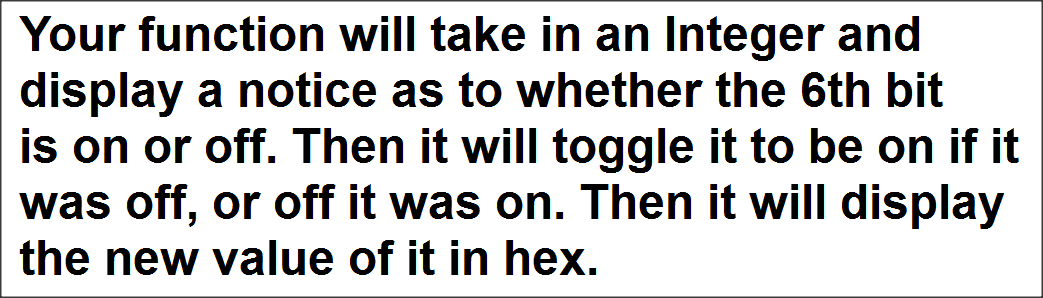 Your function will take in an Integer and
display a notice as to whether the 6th bit
is on or off. Then it will toggle it to be on if it
was off, or off it was on. Then it will display
the new value of it in hex.